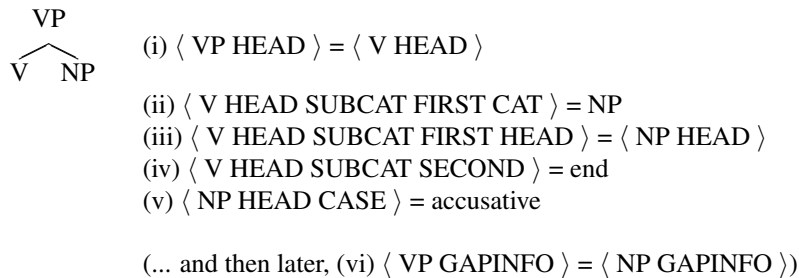 VP
V NP
(i) ⟨ VP HEAD ⟩ = ⟨ V HEAD ⟩
(ii) ⟨ V HEAD SUBCAT FIRST CAT ⟩ = NP
(iii) ⟨ V HEAD SUBCAT FIRST HEAD ⟩ = ⟨ NP HEAD ⟩
(iv) ⟨ V HEAD SUBCAT SECOND ⟩ = end
(v) ⟨ NP HEAD CASE ⟩ = accusative
(... and then later, (vi) ⟨ VP GAPINFO ⟩ = ⟨ NP GAPINFO ⟩)